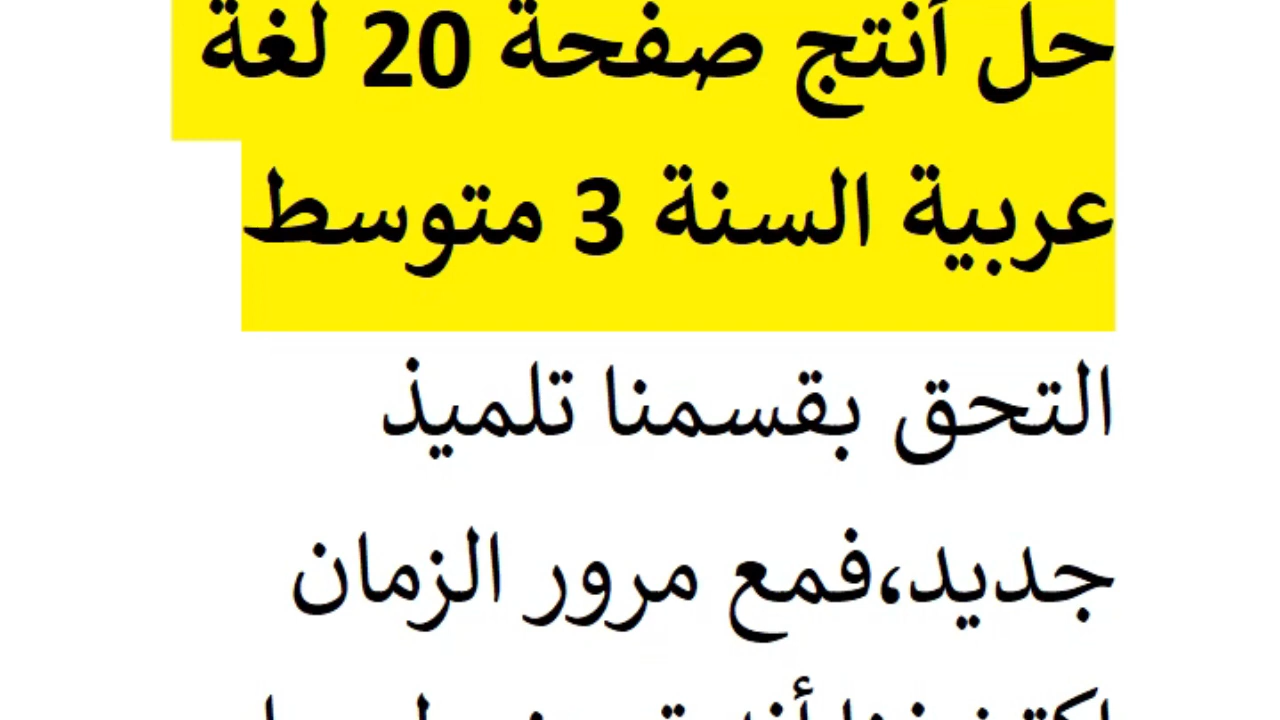 حل أنتج صفحة 20 لغة
عربية السنة 3 متوسط
التحق بقسمنا تلميذ
جديد،فمع مرور الزمان